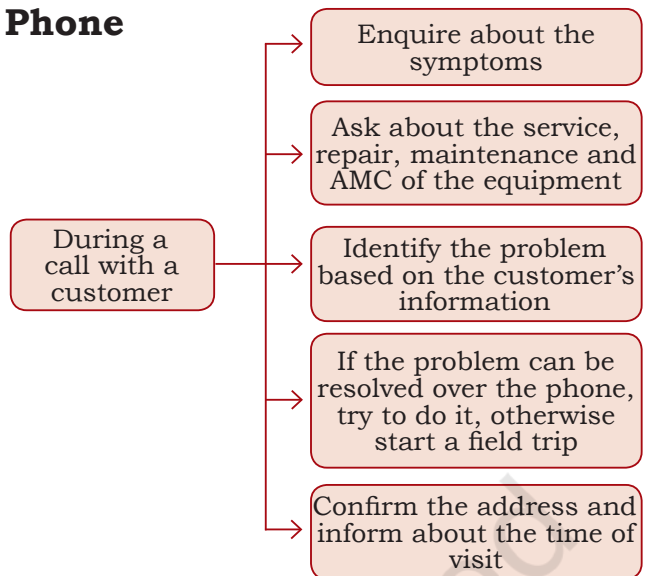 Phone
Enquire about the
symptoms
Ask about the service,
repair, maintenance and
AMC of the equipment
During a
call with a
customer
Identify the problem
based on the customer's
information
If the problem can be
resolved over the phone,
try to do it, otherwise
start a field trip
Confirm the address and
inform about the time of
visit